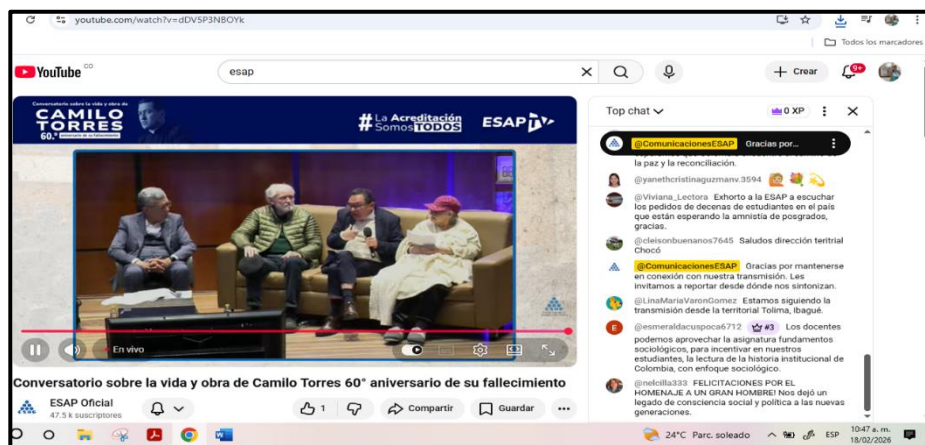 youtube.com/watch?v=dDV5P3NBOYk
Todos los marcadores
YouTube CO
esap
Crear
9+
Conversatorio sobre la vida y obra de
CAMILO
TORRES
60.° aniversario de su fallecimiento
#La Acreditación
Somos TODOS
ESAP TV
En vivo
Conversatorio sobre la vida y obra de Camilo Torres 60° aniversario de su fallecimiento
ESAP Oficial
47.5 k suscriptores
1
Compartir
Guardar
Top chat
0 XP
@ComunicacionesESAP Gracias por...
la paz y la reconciliación.
@yanethcristinaguzmanv.3594
@Viviana_Lectora Exhorto a la ESAP a escuchar
los pedidos de decenas de estudiantes en el país
que están esperando la amnistía de posgrados,
gracias.
@cleisonbuenanos7645 Saludos dirección teritrial
Chocó
@ComunicacionesESAP Gracias por mantenerse
en conexión con nuestra transmisión. Les
invitamos a reportar desde dónde nos sintonizan.
@LinaMariaVaronGomez Estamos siguiendo la
transmisión desde la territorial Tolima, Ibagué.
E
@esmeraldacuspoca6712 #3 Los docentes
podemos aprovechar la asignatura fundamentos
sociológicos, para incentivar en nuestros
estudiantes, la lectura de la historia institucional de
Colombia, con enfoque sociológico.
@nelcilla333 FELICITACIONES POR EL
HOMENAJE A UN GRAN HOMBRE! Nos dejó un
legado de consciencia social y política a las nuevas
generaciones.
24°C Parc. soleado
ESP
10:47 a. m.
18/02/2026